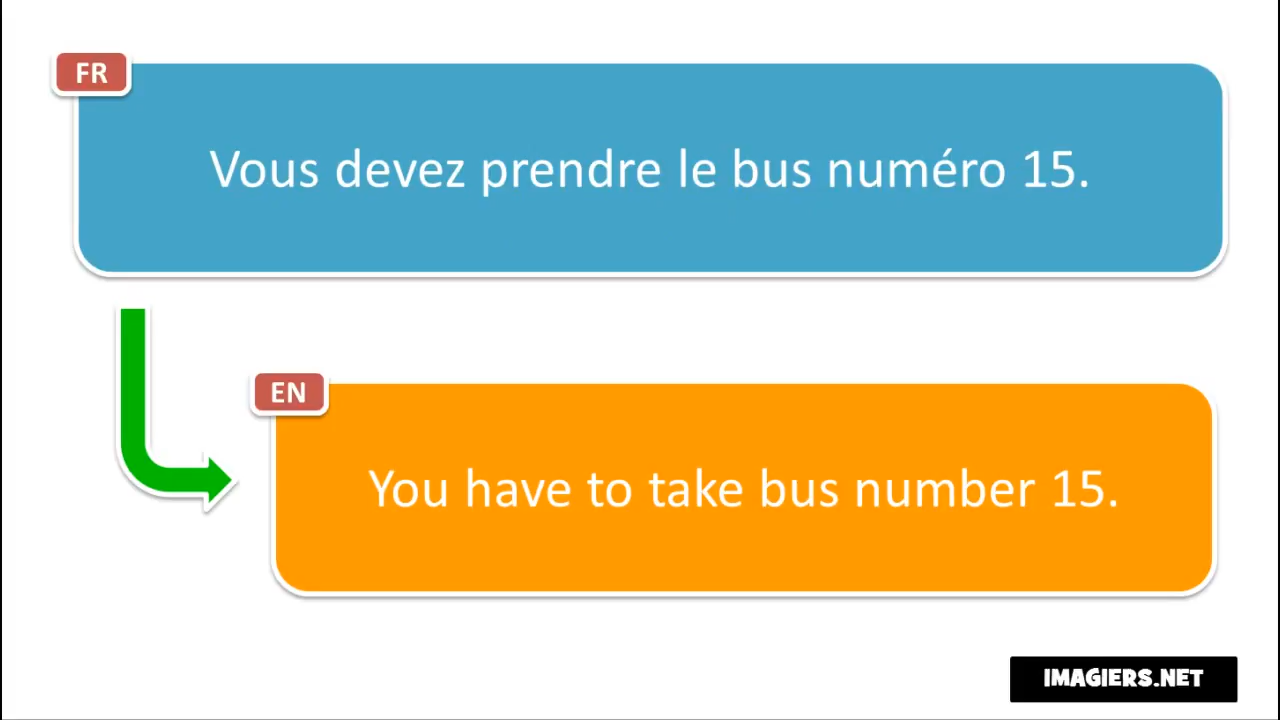 FR
Vous devez prendre le bus numéro 15.
EN
You have to take bus number 15.
IMAGIERS.NET